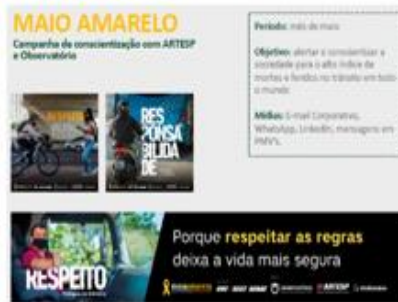 MAIO AMARELO
Campanha de conscientização com ARTESP
e Observatório
Período: mês de maio
Objetivo: alertar e conscientizar a
sociedade para o alto índice de
mortes e feridos no trânsito em todo
o mundo
Mídias: E-mail Corporativo,
WhatsApp, LinkedIn, mensagens em
PMV's.
RESPEITO
RES
PONSA
BILIDA
DE
RESPEITO
Porque respeitar as regras
deixa a vida mais segura
ARTESP